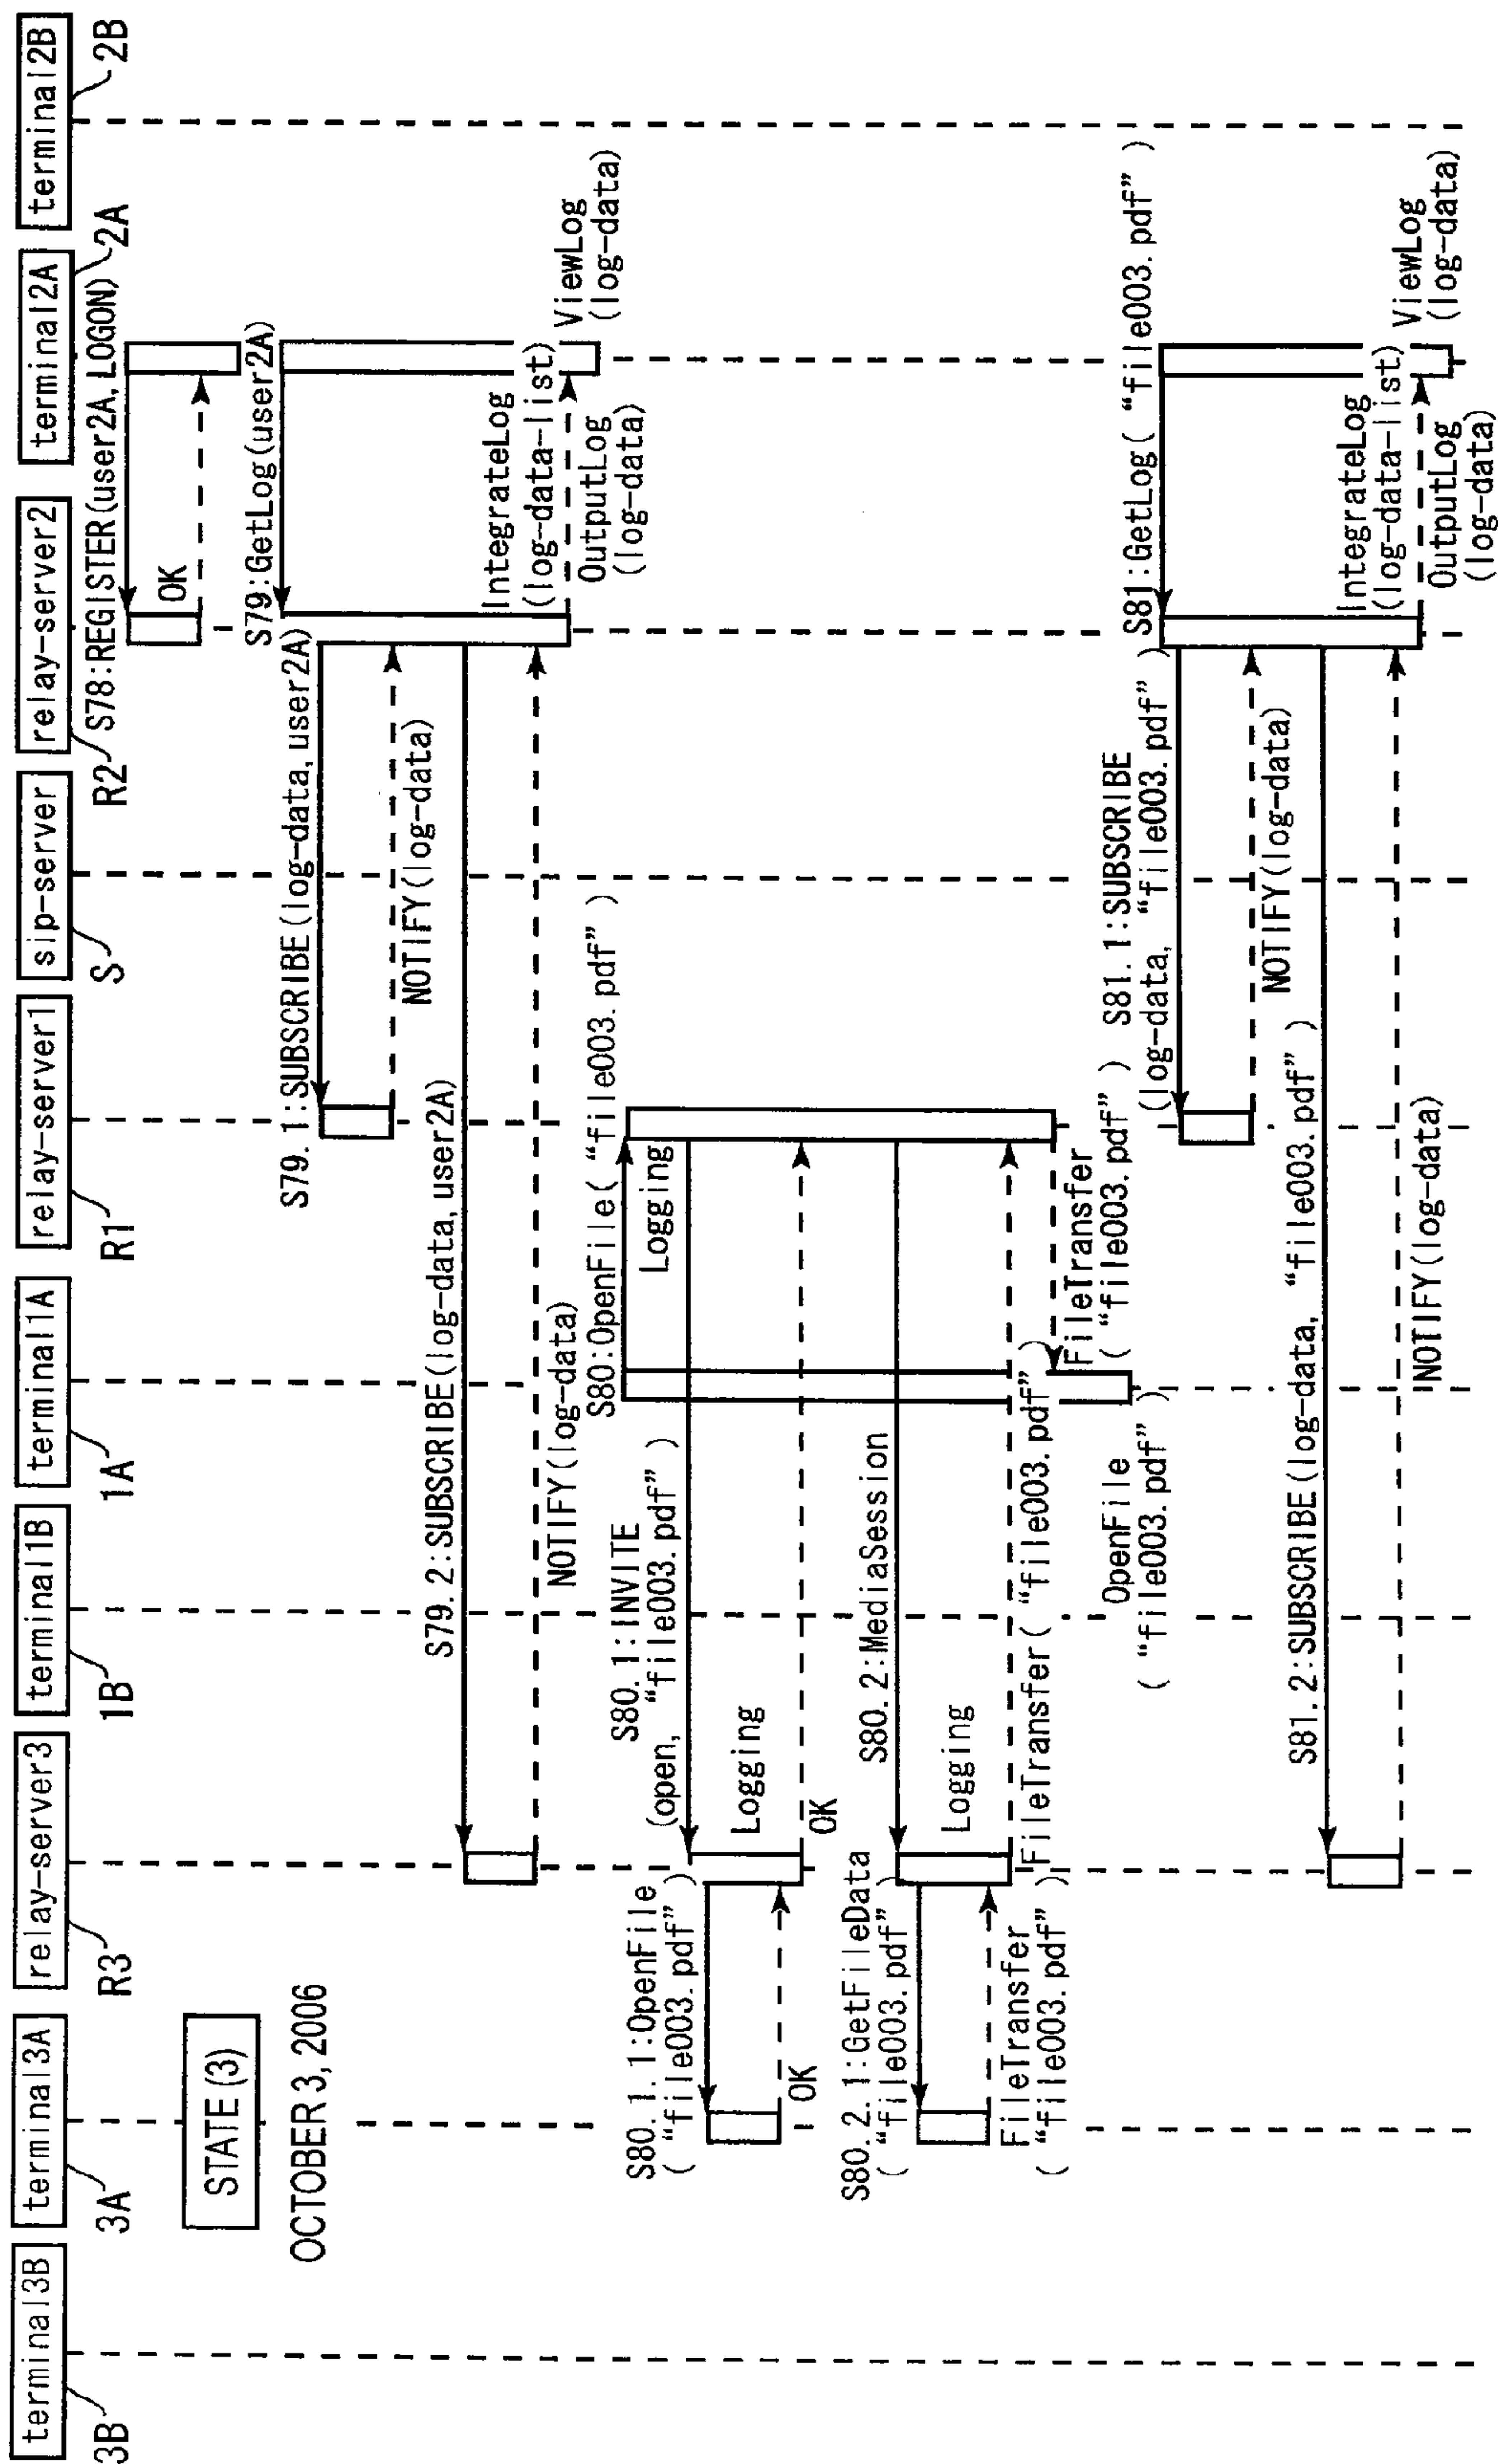 terminal3B
terminal3A
relay-server3
terminal1B
terminal1A
relay-server1
sip-server
relay-server2
terminal2A
terminal2B
3B
3A
R3
1B
1A
R1
S
R2
2A
2B
STATE(3)
OCTOBER 3, 2006
S78:REGISTER(user2A, LOGON)
OK
S79:GetLog(user2A)
S79. 1:SUBSCRIBE(log-data, user2A)
NOTIFY(log-data)
S79. 2:SUBSCRIBE(log-data, user2A)
NOTIFY(log-data)
IntegrateLog
(log-data-list)
OutputLog
(log-data)
ViewLog
(log-data)
S80:OpenFile( “file003. pdf” )
Logging
S80. 1:INVITE
(open, “file003. pdf” )
S80. 1. 1:OpenFile
( “file003. pdf” )
Logging
OK
OK
S80. 2:MediaSession
S80. 2. 1:GetFileData
( “file003. pdf” )
Logging
FileTransfer
( “file003. pdf” )
FileTransfer( “file003. pdf” )
FileTransfer
( “file003. pdf” )
OpenFile
( “file003. pdf” )
S81:GetLog( “file003. pdf” )
S81. 1:SUBSCRIBE
(log-data, “file003. pdf” )
NOTIFY(log-data)
S81. 2:SUBSCRIBE(log-data, “file003. pdf” )
NOTIFY(log-data)
IntegrateLog
(log-data-list)
OutputLog
(log-data)
ViewLog
(log-data)